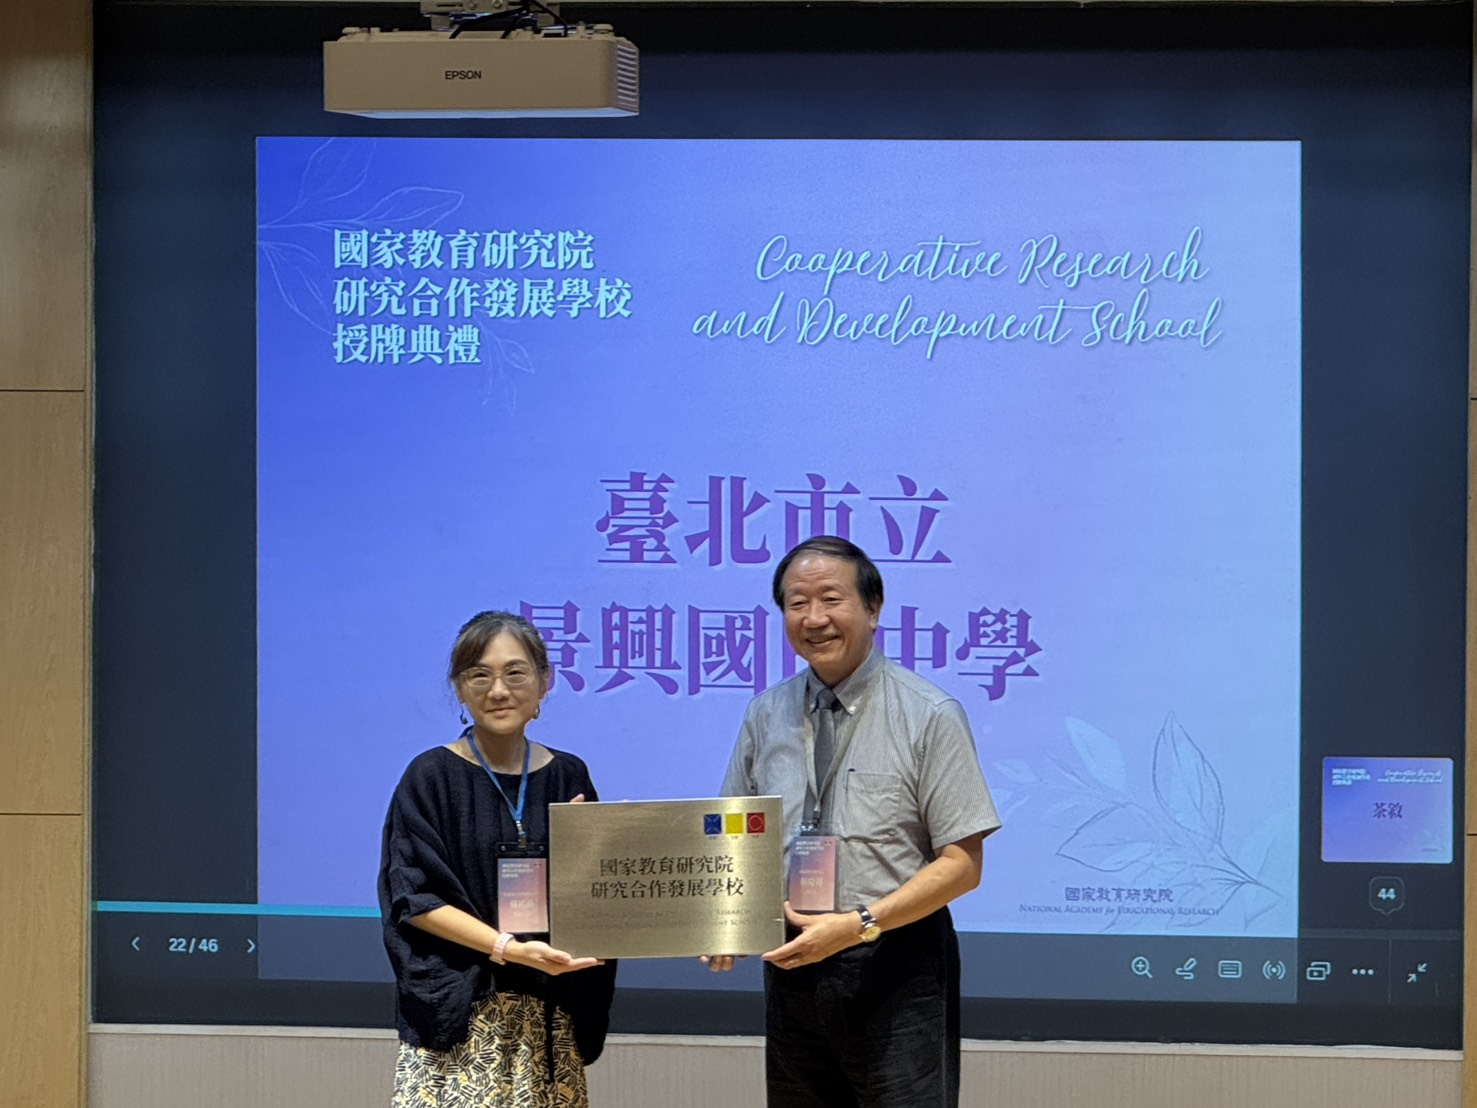 EPSON
國家教育研究院
研究合作發展學校
授牌典禮
Cooperative Research
and Development School
臺北市立
景興國民中學
國家教育研究院
研究合作發展學校
國家教育研究院
NATIONAL ACADEMY for EDUCATIONAL RESEARCH
茶敘
44
22 / 46